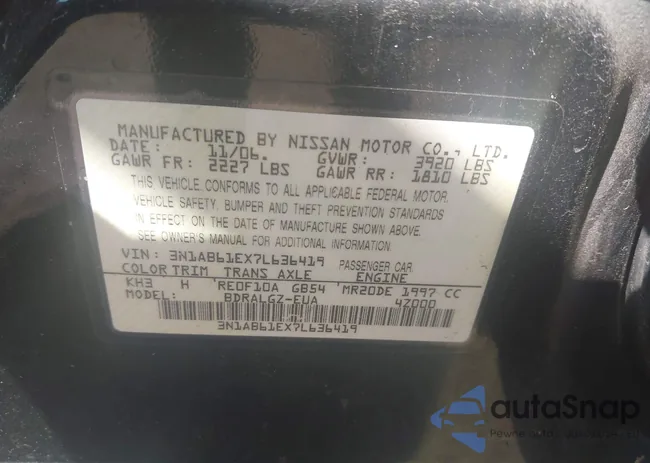 MANUFACTURED BY NISSAN MOTOR CO., LTD.
DATE: 11/06. GVWR: 3920 LBS
GAWR FR: 2227 LBS GAWR RR: 1810 LBS
THIS VEHICLE CONFORMS TO ALL APPLICABLE FEDERAL MOTOR
VEHICLE SAFETY, BUMPER AND THEFT PREVENTION STANDARDS
IN EFFECT ON THE DATE OF MANUFACTURE SHOWN ABOVE.
SEE OWNER'S MANUAL FOR ADDITIONAL INFORMATION.
VIN: 3N1AB61EX7L636419 PASSENGER CAR.
COLOR TRIM TRANS AXLE ENGINE
KH3 H RE0F10A GB54 MR20DE 1997 CC
MODEL: BDRALGZ-EUA 4Z000
3N1AB61EX7L636419
autaSnap